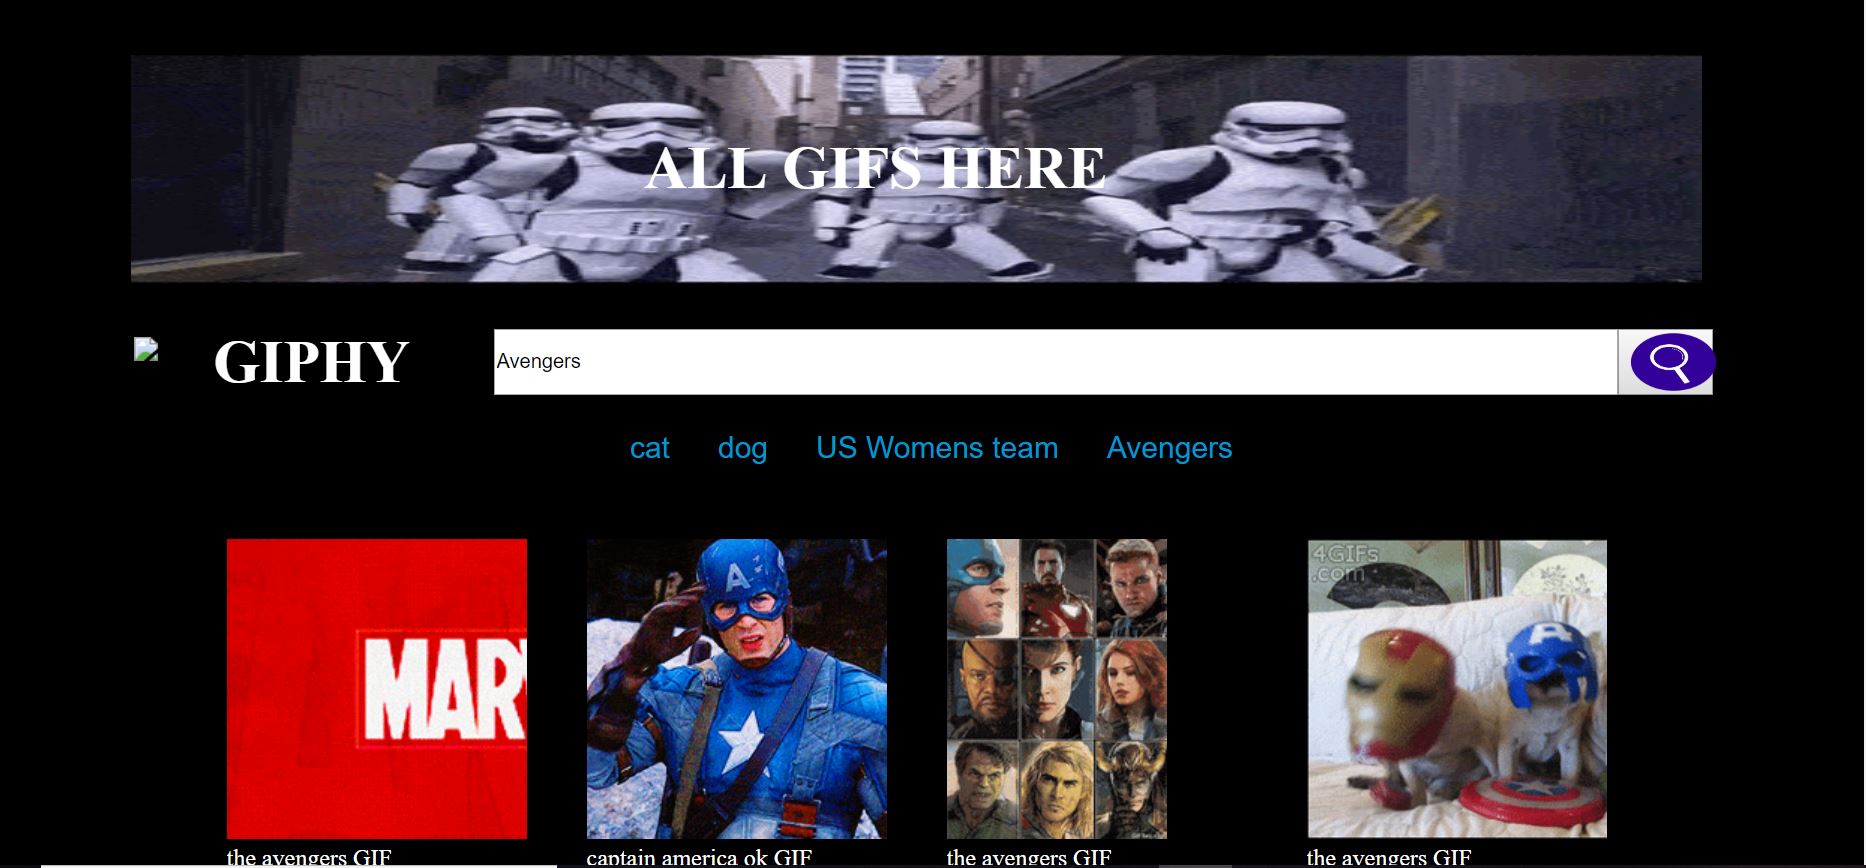 ALL GIFS HERE
GIPHY
Avengers
cat dog US Womens team Avengers
MAR
A
4GIFs
.com
A
the avengers GIF
captain america ok GIF
the avengers GIF
the avengers GIF